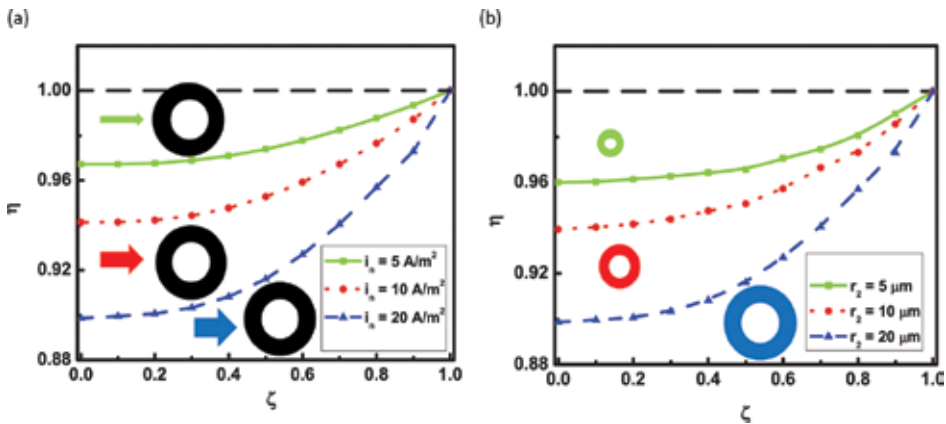 (a)
1.00
0.96
η
0.92
0.88
0.0 0.2 0.4 0.6 0.8 1.0
ζ
iₙ = 5 A/m²
iₙ = 10 A/m²
iₙ = 20 A/m²
(b)
1.00
0.96
η
0.92
0.88
0.0 0.2 0.4 0.6 0.8 1.0
ζ
r₂ = 5 μm
r₂ = 10 μm
r₂ = 20 μm